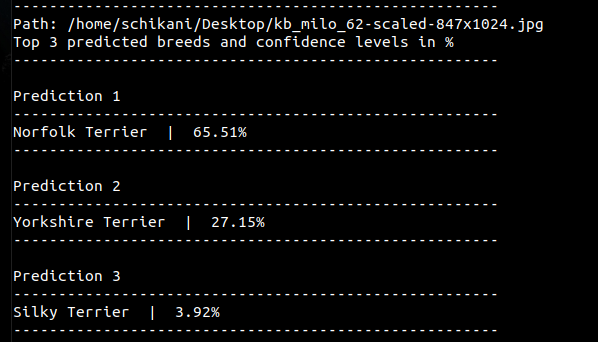 ------------------------------------------------------
Path: /home/schikani/Desktop/kb_milo_62-scaled-847x1024.jpg
Top 3 predicted breeds and confidence levels in %
------------------------------------------------------
Prediction 1
------------------------------------------------------
Norfolk Terrier  |  65.51%
------------------------------------------------------
Prediction 2
------------------------------------------------------
Yorkshire Terrier  |  27.15%
------------------------------------------------------
Prediction 3
------------------------------------------------------
Silky Terrier  |  3.92%
------------------------------------------------------